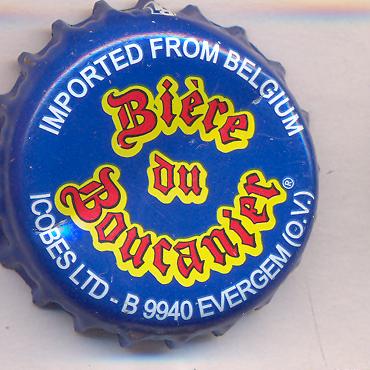 IMPORTED FROM BELGIUM
Bière
du
Boucanier®
ICOBES LTD - B 9940 EVERGEM (O.V.)